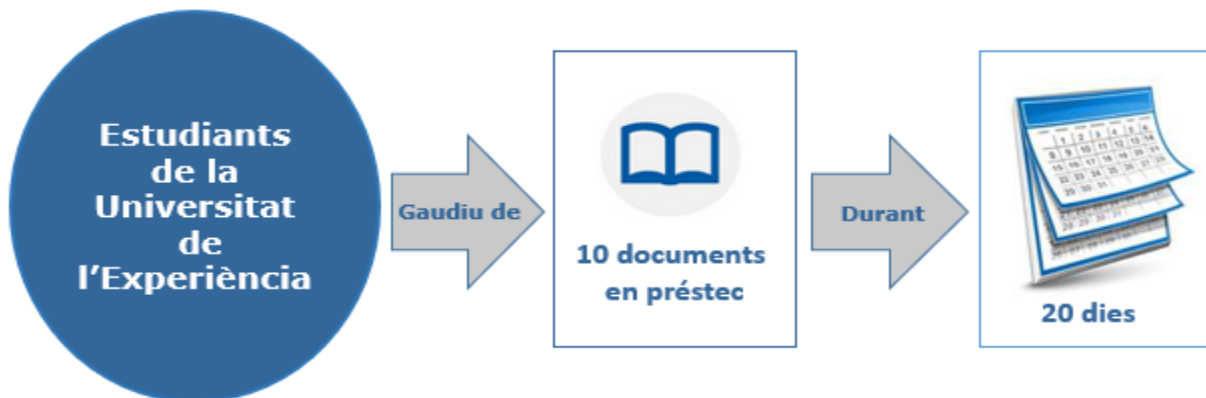 Estudiants
de la
Universitat
de
l’Experiència
Gaudiu de
10 documents
en préstec
Durant
20 dies